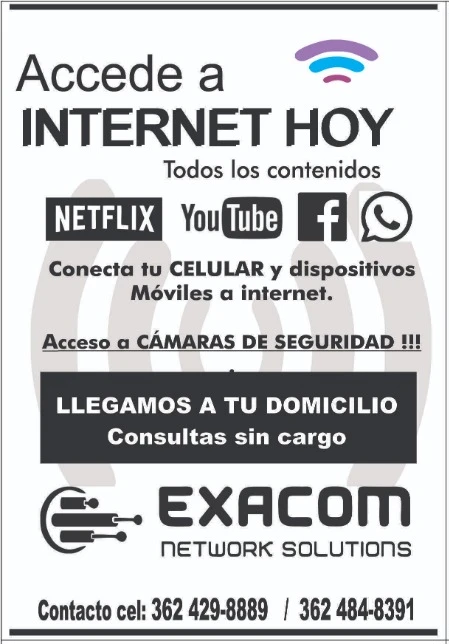 Accede a
INTERNET HOY
Todos los contenidos
NETFLIX YouTube f
Conecta tu CELULAR y dispositivos
Móviles a internet.
Acceso a CÁMARAS DE SEGURIDAD !!!
LLEGAMOS A TU DOMICILIO
Consultas sin cargo
EXACOM
NETWORK SOLUTIONS
Contacto cel: 362 429-8889 / 362 484-8391